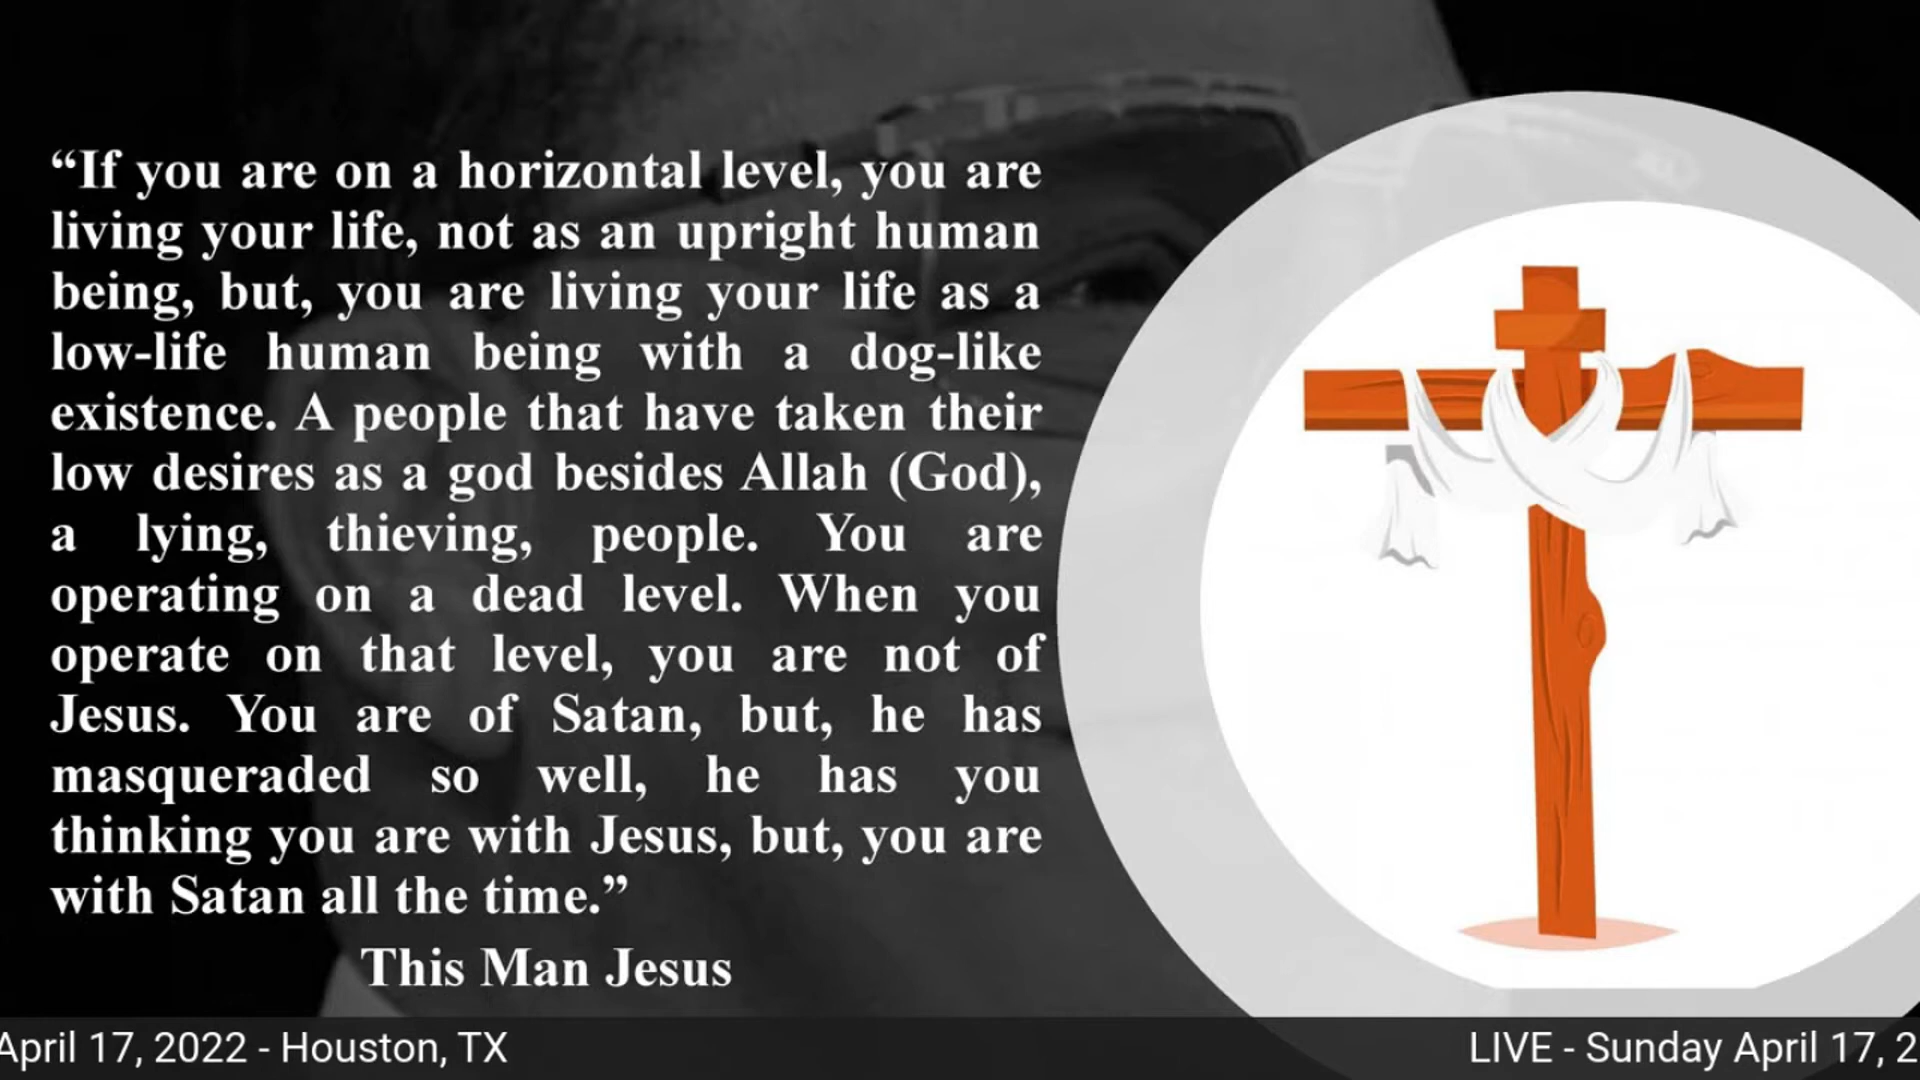 “If you are on a horizontal level, you are
living your life, not as an upright human
being, but, you are living your life as a
low-life human being with a dog-like
existence. A people that have taken their
low desires as a god besides Allah (God),
a lying, thieving, people. You are
operating on a dead level. When you
operate on that level, you are not of
Jesus. You are of Satan, but, he has
masqueraded so well, he has you
thinking you are with Jesus, but, you are
with Satan all the time.”
This Man Jesus
April 17, 2022 - Houston, TX
LIVE - Sunday April 17, 2